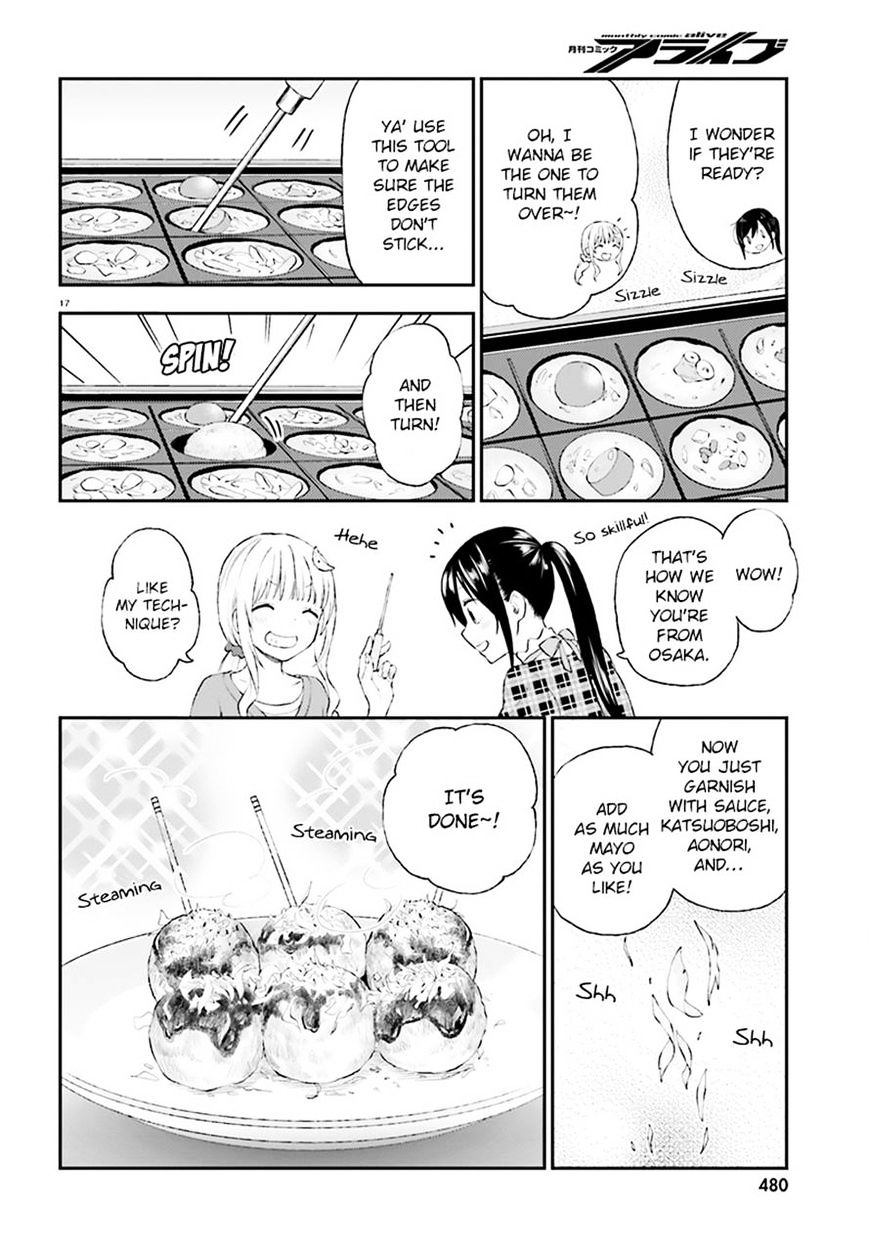 monthly comic alive
月刊コミック
アライブ
I WONDER
IF THEY'RE
READY?
OH, I
WANNA BE
THE ONE TO
TURN THEM
OVER~!
Sizzle
Sizzle
YA' USE
THIS TOOL
TO MAKE
SURE THE
EDGES
DON'T
STICK...
17
SPIN!
AND
THEN
TURN!
WOW!
THAT'S
HOW WE
KNOW
YOU'RE
FROM
OSAKA.
So skillful!
Hehe
LIKE
MY TECH-
NIQUE?
NOW
YOU JUST
GARNISH
WITH SAUCE,
KATSUOBOSHI,
AONORI,
AND...
ADD
AS MUCH
MAYO
AS YOU
LIKE!
Shh
Shh
IT'S
DONE~!
Steaming
Steaming
480